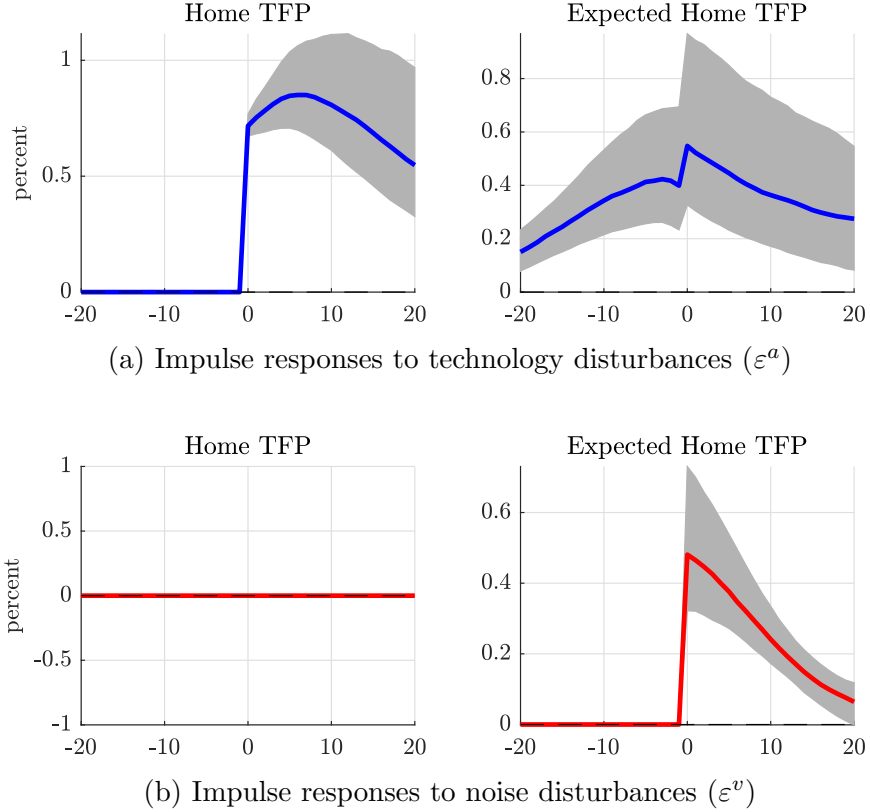 Home TFP
Expected Home TFP
percent
1
0.5
0
-20 -10 0 10 20
0.8
0.6
0.4
0.2
0
-20 -10 0 10 20
(a) Impulse responses to technology disturbances (εᵃ)
Home TFP
Expected Home TFP
percent
1
0.5
0
-0.5
-1
-20 -10 0 10 20
0.6
0.4
0.2
0
-20 -10 0 10 20
(b) Impulse responses to noise disturbances (εᵛ)